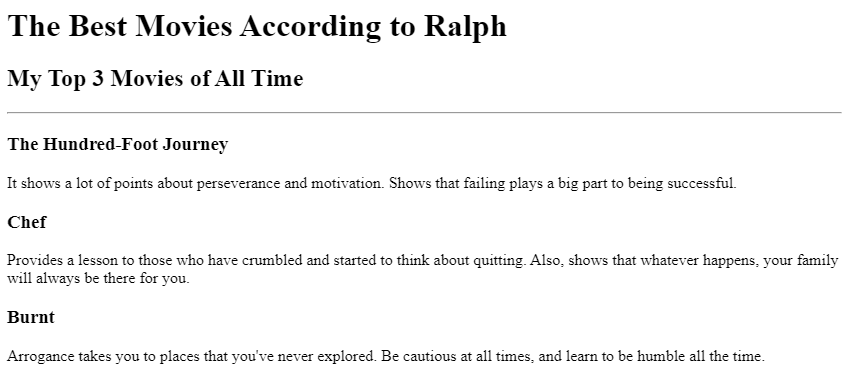 The Best Movies According to Ralph
My Top 3 Movies of All Time
The Hundred-Foot Journey
It shows a lot of points about perseverance and motivation. Shows that failing plays a big part to being successful.
Chef
Provides a lesson to those who have crumbled and started to think about quitting. Also, shows that whatever happens, your family
will always be there for you.
Burnt
Arrogance takes you to places that you've never explored. Be cautious at all times, and learn to be humble all the time.